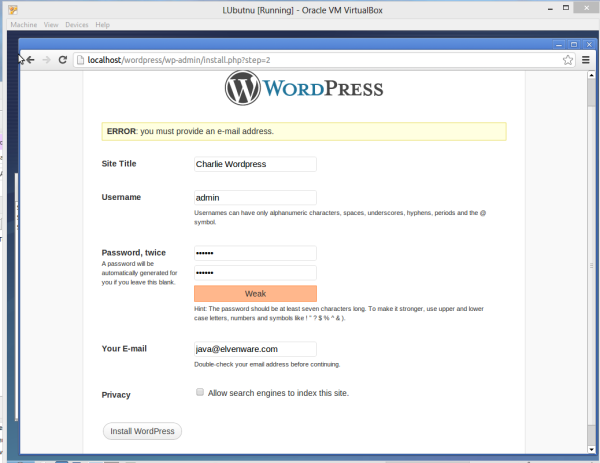 LUbutnu [Running] - Oracle VM VirtualBox
Machine View Devices Help
localhost/wordpress/wp-admin/install.php?step=2
WORDPRESS
ERROR: you must provide an e-mail address.
Site Title
Charlie Wordpress
Username
admin
Usernames can have only alphanumeric characters, spaces, underscores, hyphens, periods and the @
symbol.
Password, twice
••••••
A password will be
automatically generated for
you if you leave this blank.
••••••
Weak
Hint: The password should be at least seven characters long. To make it stronger, use upper and lower
case letters, numbers and symbols like ! " ? $ % ^ & ).
Your E-mail
java@elvenware.com
Double-check your email address before continuing.
Privacy
Allow search engines to index this site.
Install WordPress